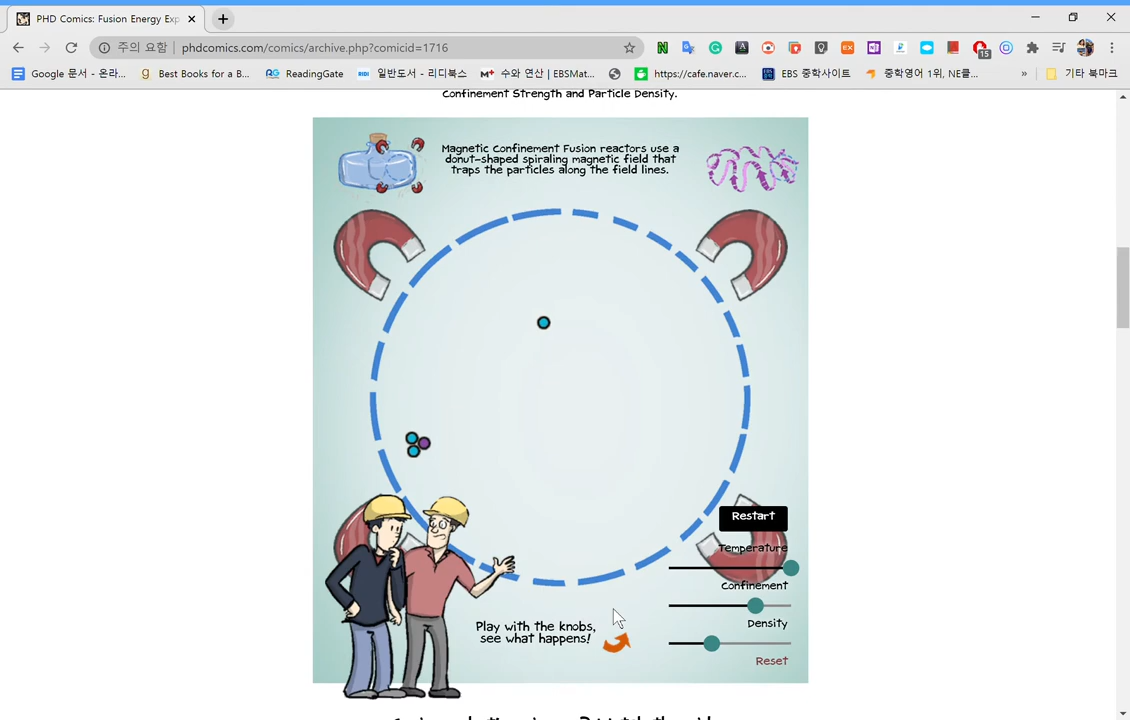 PHD Comics: Fusion Energy Exp
주의 요함
phdcomics.com/comics/archive.php?comicid=1716
15
Google 문서 - 온라...
Best Books for a B...
ReadingGate
일반도서 - 리디북스
수와 연산 | EBSMat...
https://cafe.naver.c...
EBS 중학사이트
중학영어 1위, NE클...
»
기타 북마크
Confinement Strength and Particle Density.
Magnetic Confinement Fusion reactors use a
donut-shaped spiraling magnetic field that
traps the particles along the field lines.
Restart
Temperature
Confinement
Density
Play with the knobs,
see what happens!
Reset